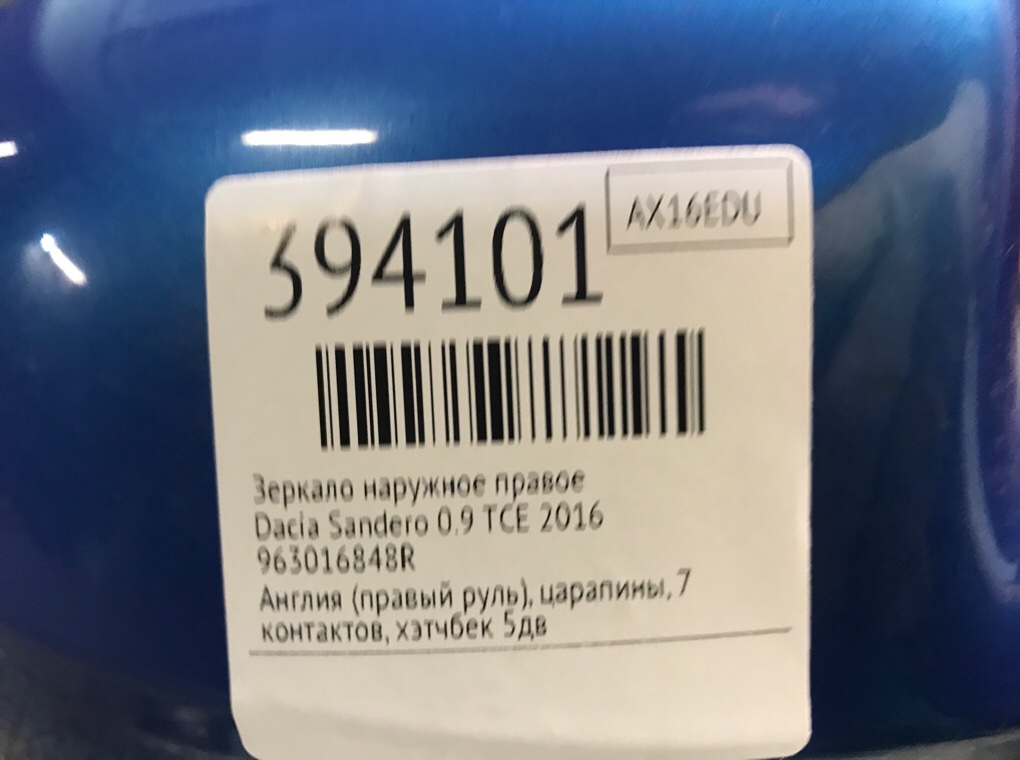 AX16EDU
394101
Зеркало наружное правое
Dacia Sandero 0.9 TCE 2016
963016848R
Англия (правый руль), царапины, 7
контактов, хэтчбек 5дв